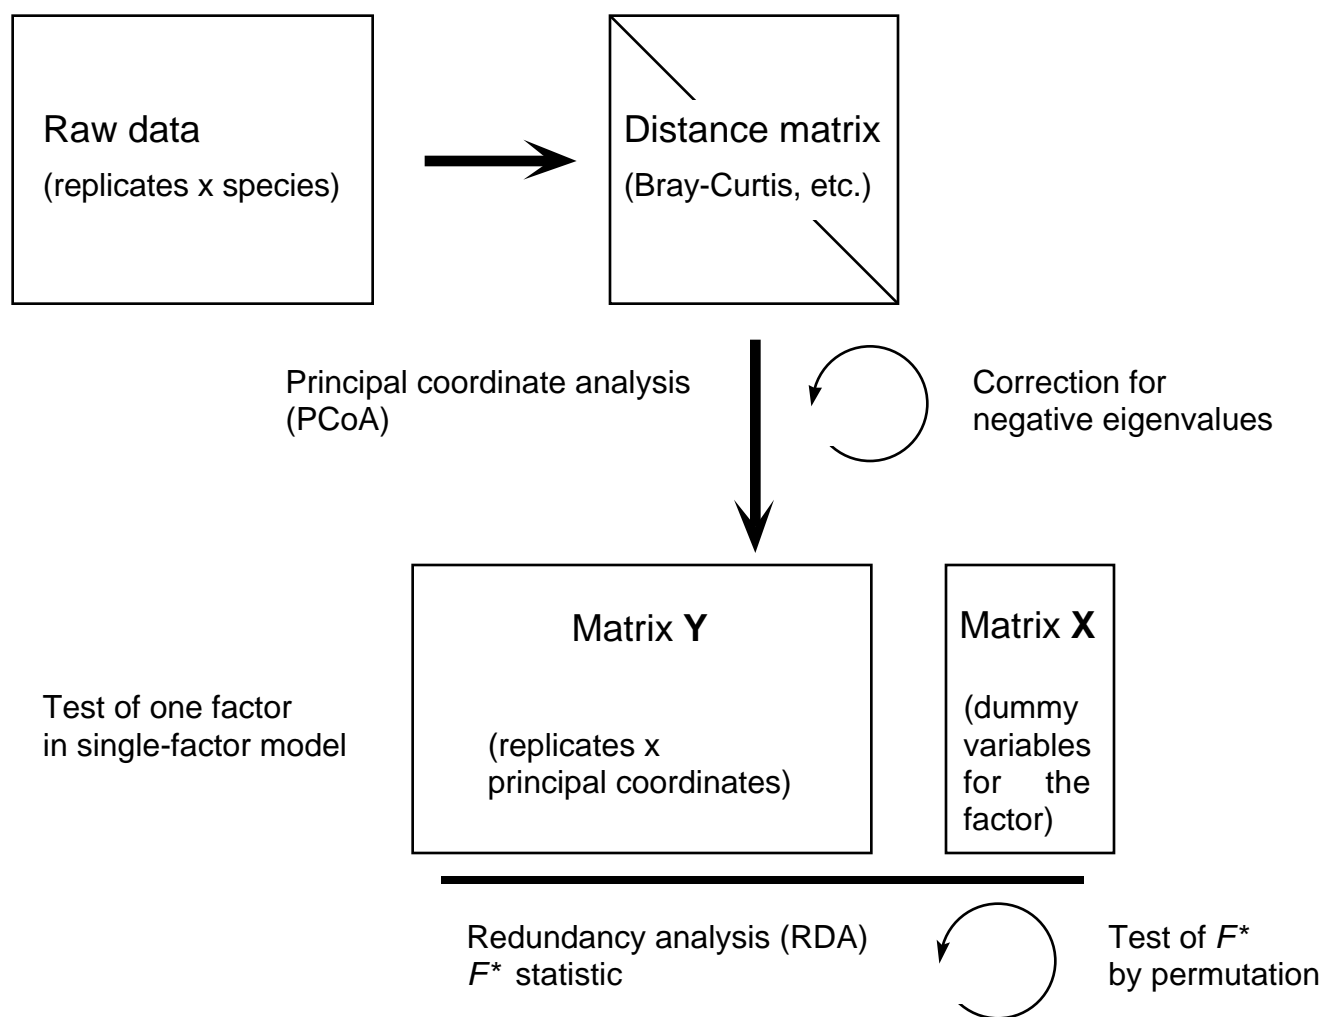 Raw data
(replicates x species)
Distance matrix
(Bray-Curtis, etc.)
Principal coordinate analysis
(PCoA)
Correction for
negative eigenvalues
Test of one factor
in single-factor model
Matrix Y
(replicates x
principal coordinates)
Matrix X
(dummy
variables
for the
factor)
Redundancy analysis (RDA)
F* statistic
Test of F*
by permutation